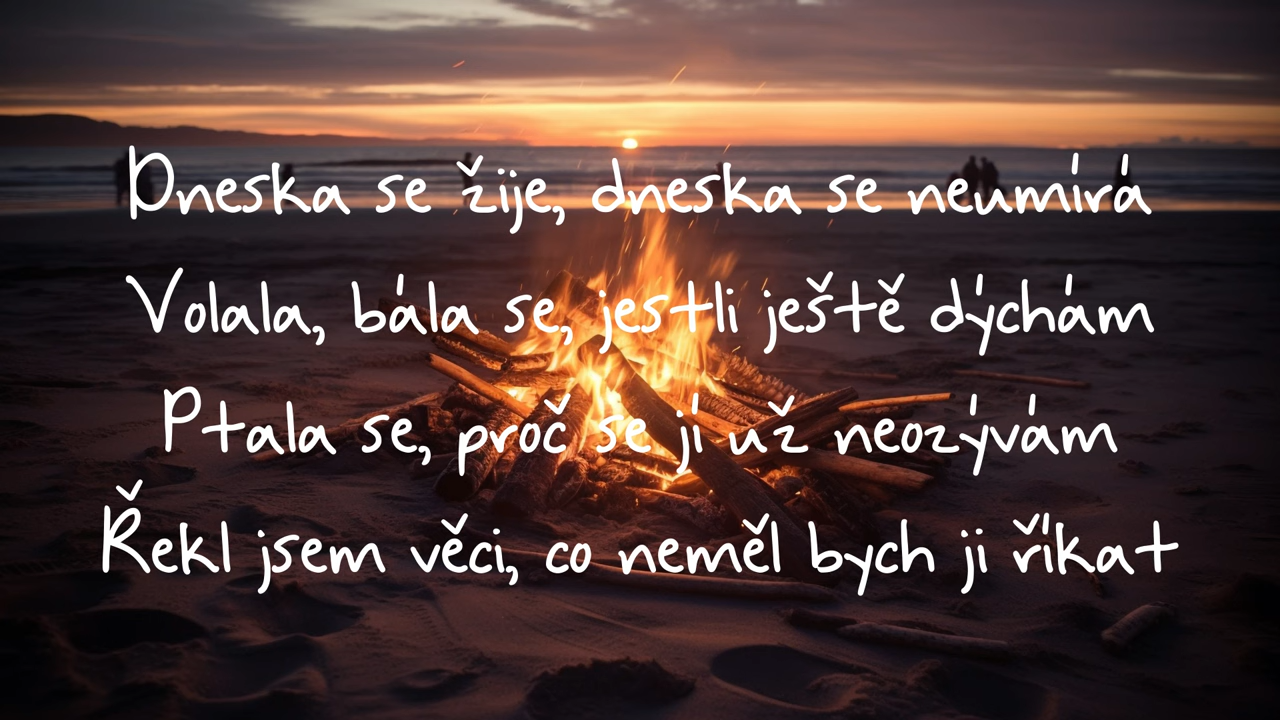 Dneska se žije, dneska se neumírá
Volala, bála se, jestli ještě dýchám
Ptala se, proč se jí už neozývám
Řekl jsem věci, co neměl bych ji říkat